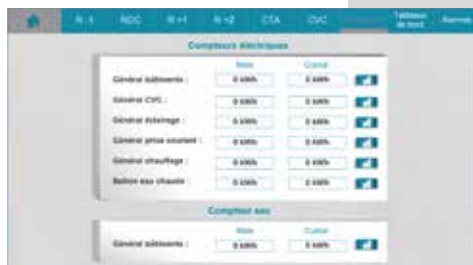 N -1 RDC N +1 N +2 CTA CVC Tableau de bord Alarmes
Compteurs électriques
Mois Cumul
Général bâtiments : 0 kWh 0 kWh
Général CVC : 0 kWh 0 kWh
Général éclairage : 0 kWh 0 kWh
Général prise courant : 0 kWh 0 kWh
Général chauffage : 0 kWh 0 kWh
Ballon eau chaude : 0 kWh 0 kWh
Compteur eau
Mois Cumul
Général bâtiments : 0 kWh 0 kWh